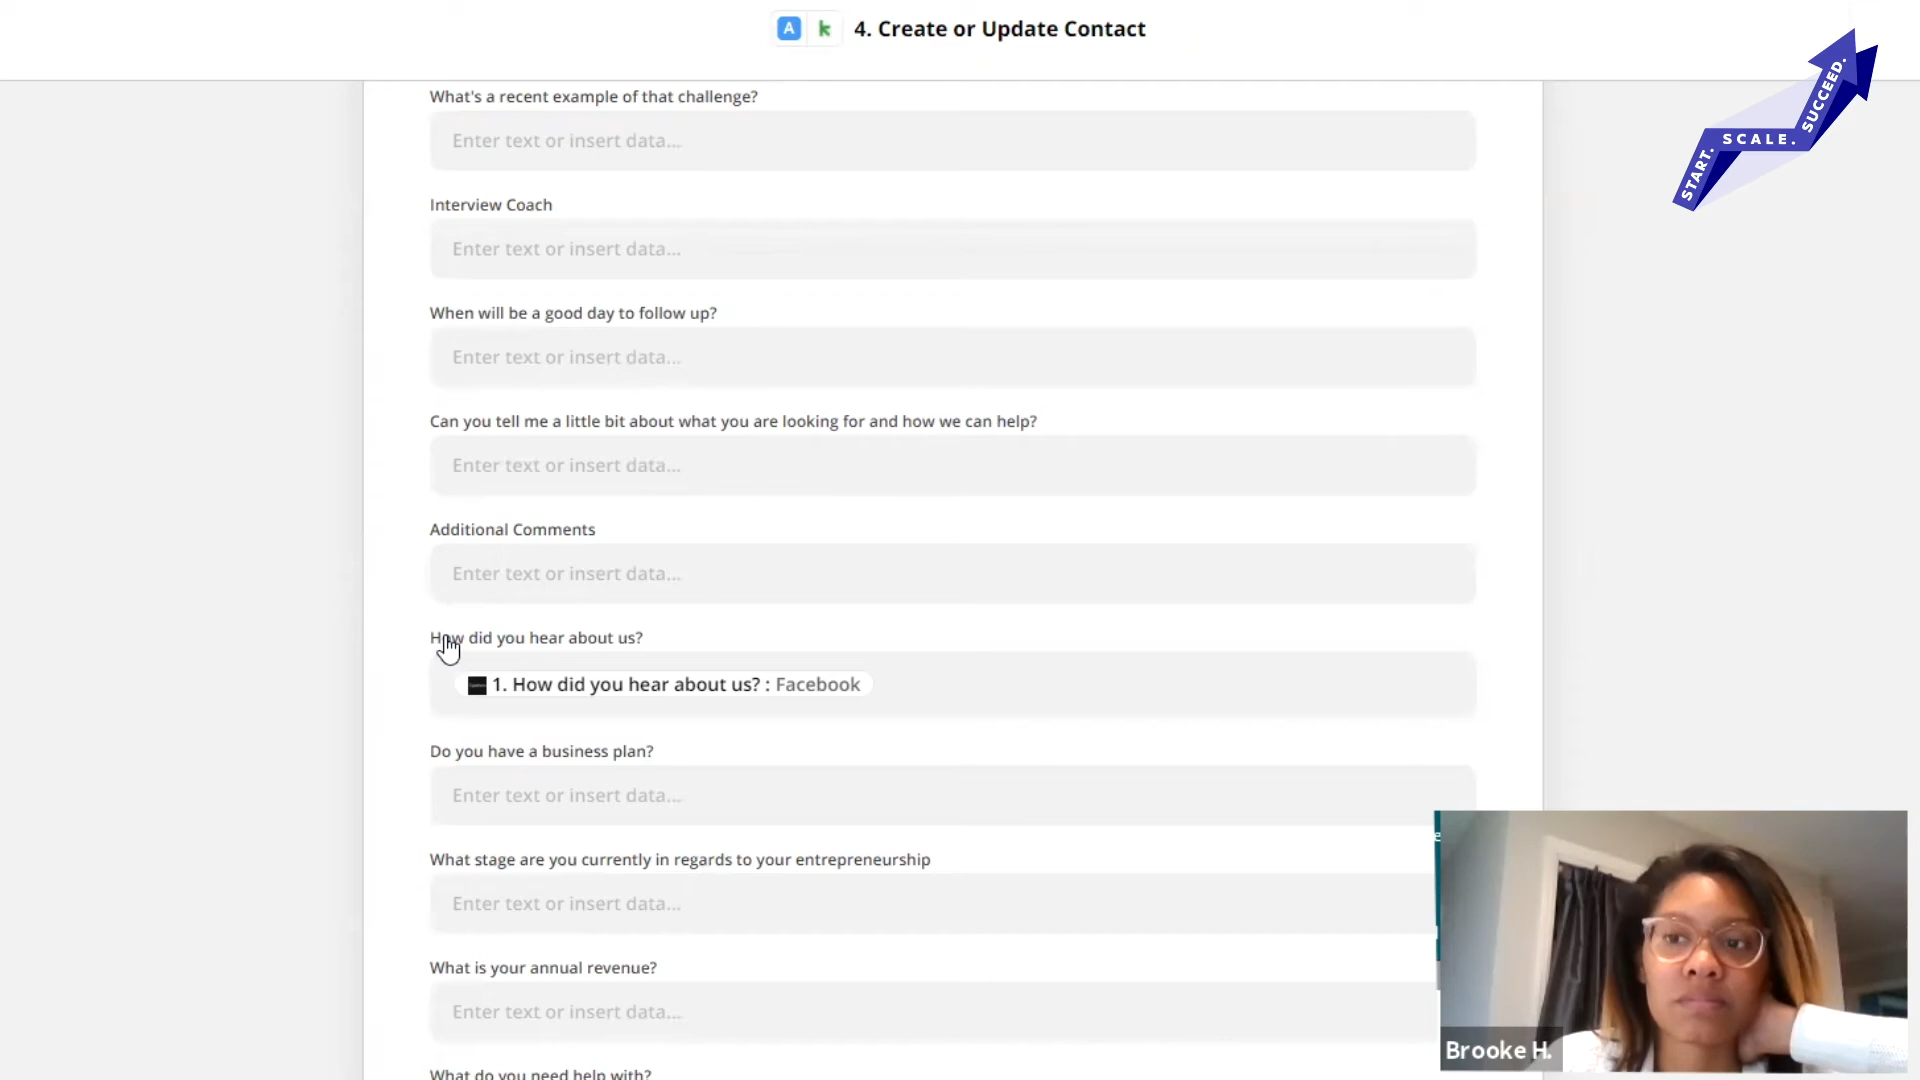 A k 4. Create or Update Contact
START. SCALE. SUCCEED.
What's a recent example of that challenge?
Enter text or insert data...
Interview Coach
Enter text or insert data...
When will be a good day to follow up?
Enter text or insert data...
Can you tell me a little bit about what you are looking for and how we can help?
Enter text or insert data...
Additional Comments
Enter text or insert data...
How did you hear about us?
1. How did you hear about us? : Facebook
Do you have a business plan?
Enter text or insert data...
What stage are you currently in regards to your entrepreneurship
Enter text or insert data...
What is your annual revenue?
Enter text or insert data...
What do you need help with?
Brooke H.